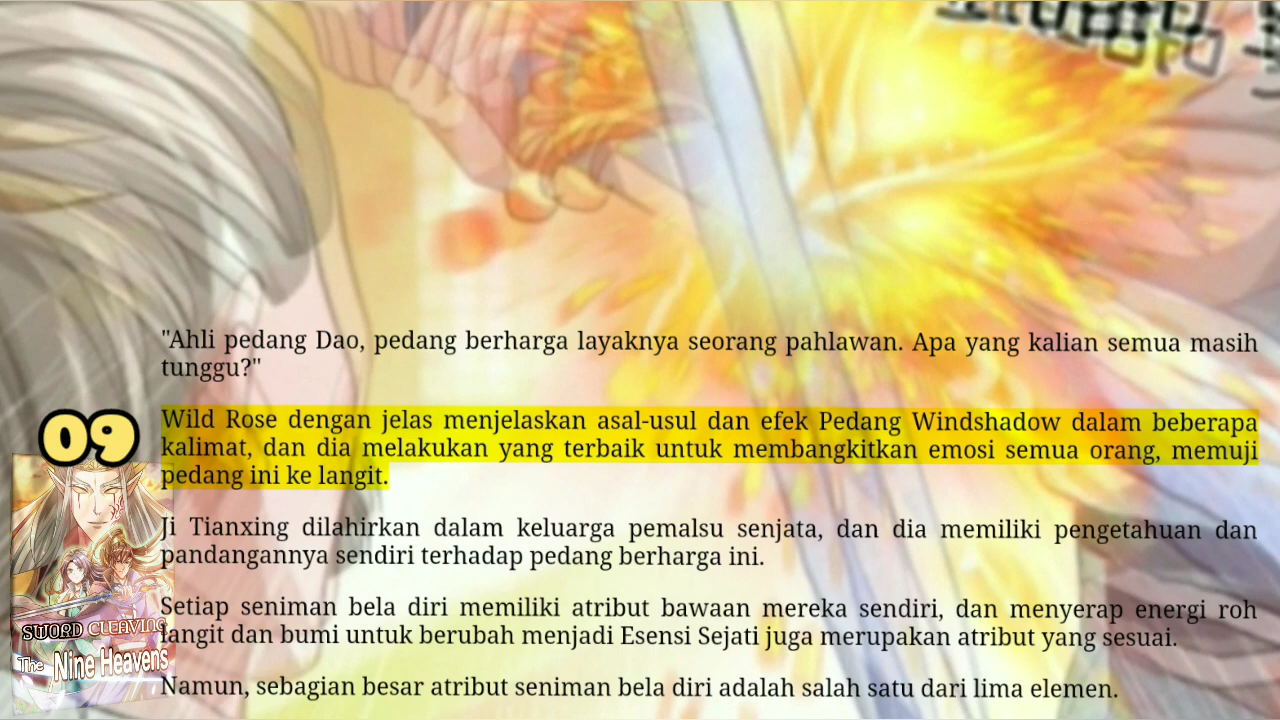 "Ahli pedang Dao, pedang berharga layaknya seorang pahlawan. Apa yang kalian semua masih
tunggu?"
Wild Rose dengan jelas menjelaskan asal-usul dan efek Pedang Windshadow dalam beberapa
kalimat, dan dia melakukan yang terbaik untuk membangkitkan emosi semua orang, memuji
pedang ini ke langit.
Ji Tianxing dilahirkan dalam keluarga pemalsu senjata, dan dia memiliki pengetahuan dan
pandangannya sendiri terhadap pedang berharga ini.
Setiap seniman bela diri memiliki atribut bawaan mereka sendiri, dan menyerap energi roh
langit dan bumi untuk berubah menjadi Esensi Sejati juga merupakan atribut yang sesuai.
Namun, sebagian besar atribut seniman bela diri adalah salah satu dari lima elemen.
09
SWORD CLEAVING
The Nine Heavens